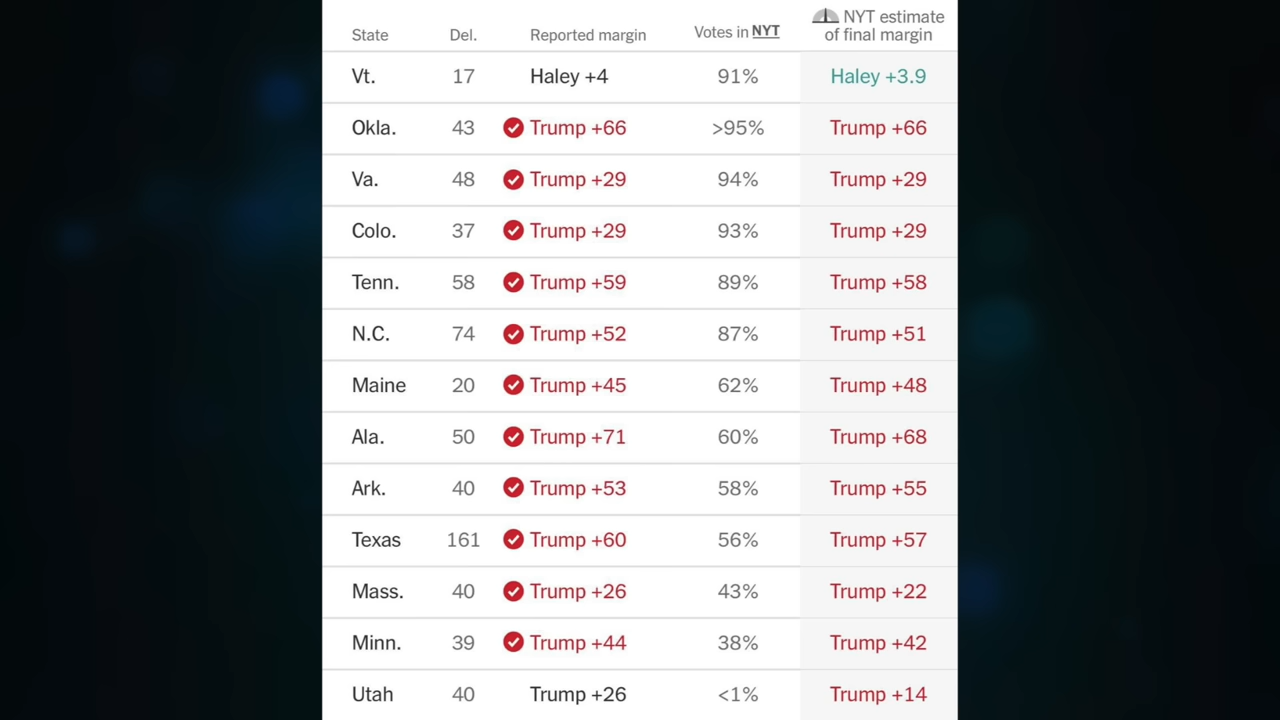 State Del. Reported margin Votes in NYT NYT estimate of final margin
Vt. 17 Haley +4 91% Haley +3.9
Okla. 43 Trump +66 >95% Trump +66
Va. 48 Trump +29 94% Trump +29
Colo. 37 Trump +29 93% Trump +29
Tenn. 58 Trump +59 89% Trump +58
N.C. 74 Trump +52 87% Trump +51
Maine 20 Trump +45 62% Trump +48
Ala. 50 Trump +71 60% Trump +68
Ark. 40 Trump +53 58% Trump +55
Texas 161 Trump +60 56% Trump +57
Mass. 40 Trump +26 43% Trump +22
Minn. 39 Trump +44 38% Trump +42
Utah 40 Trump +26 <1% Trump +14